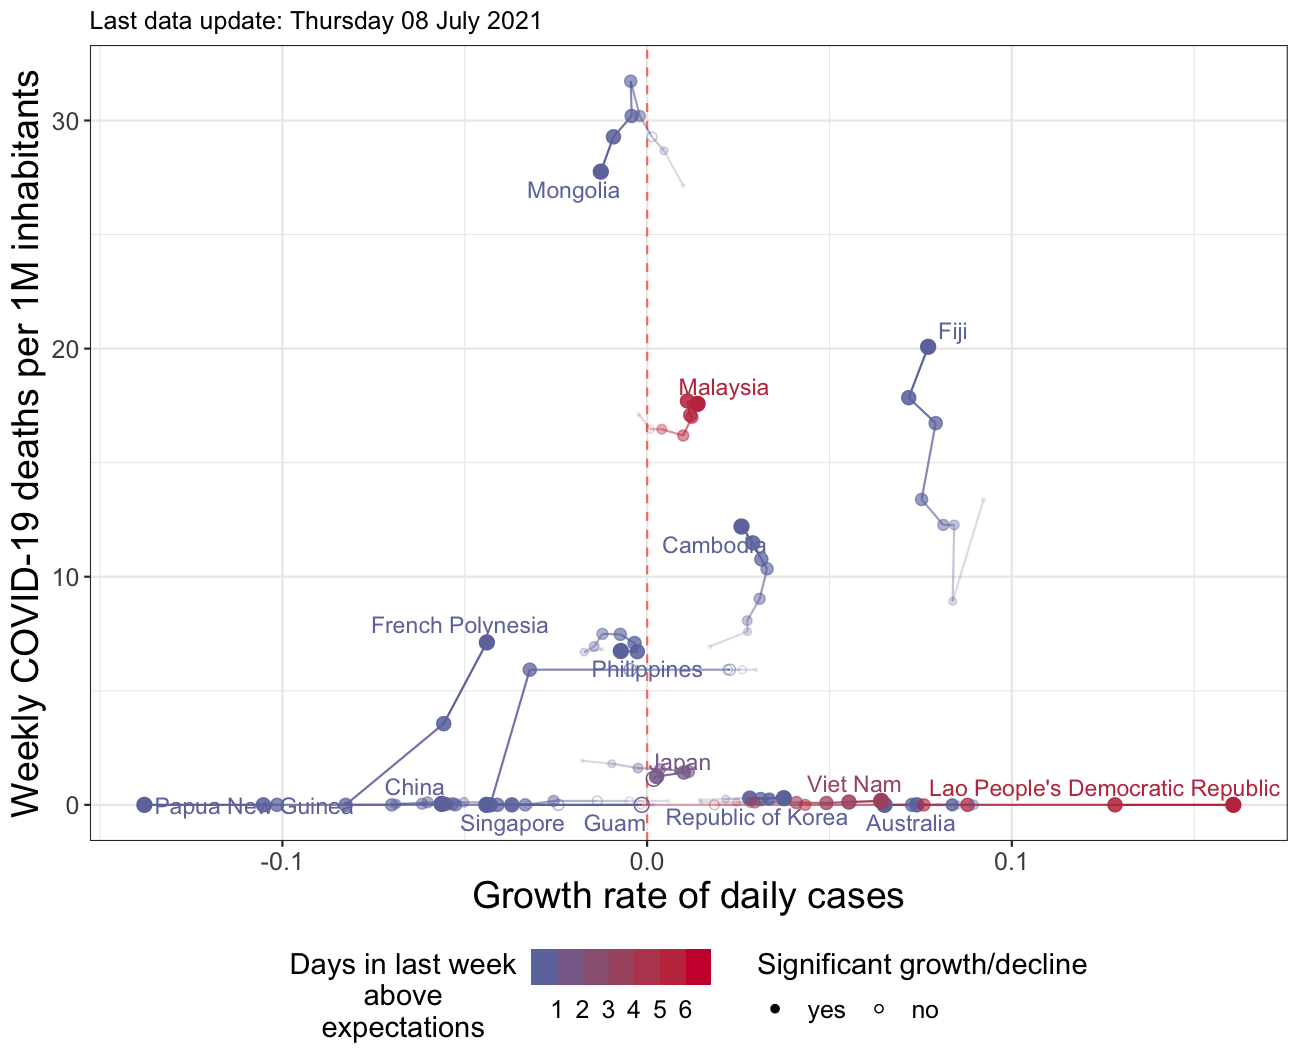 Last data update: Thursday 08 July 2021
Weekly COVID-19 deaths per 1M inhabitants
30
20
10
0
Mongolia
Fiji
Malaysia
Cambodia
French Polynesia
Philippines
Japan
China
Viet Nam
Lao People's Democratic Republic
Papua New Guinea
Singapore
Guam
Republic of Korea
Australia
-0.1
0.0
0.1
Growth rate of daily cases
Days in last week
above
expectations
1 2 3 4 5 6
Significant growth/decline
yes
no